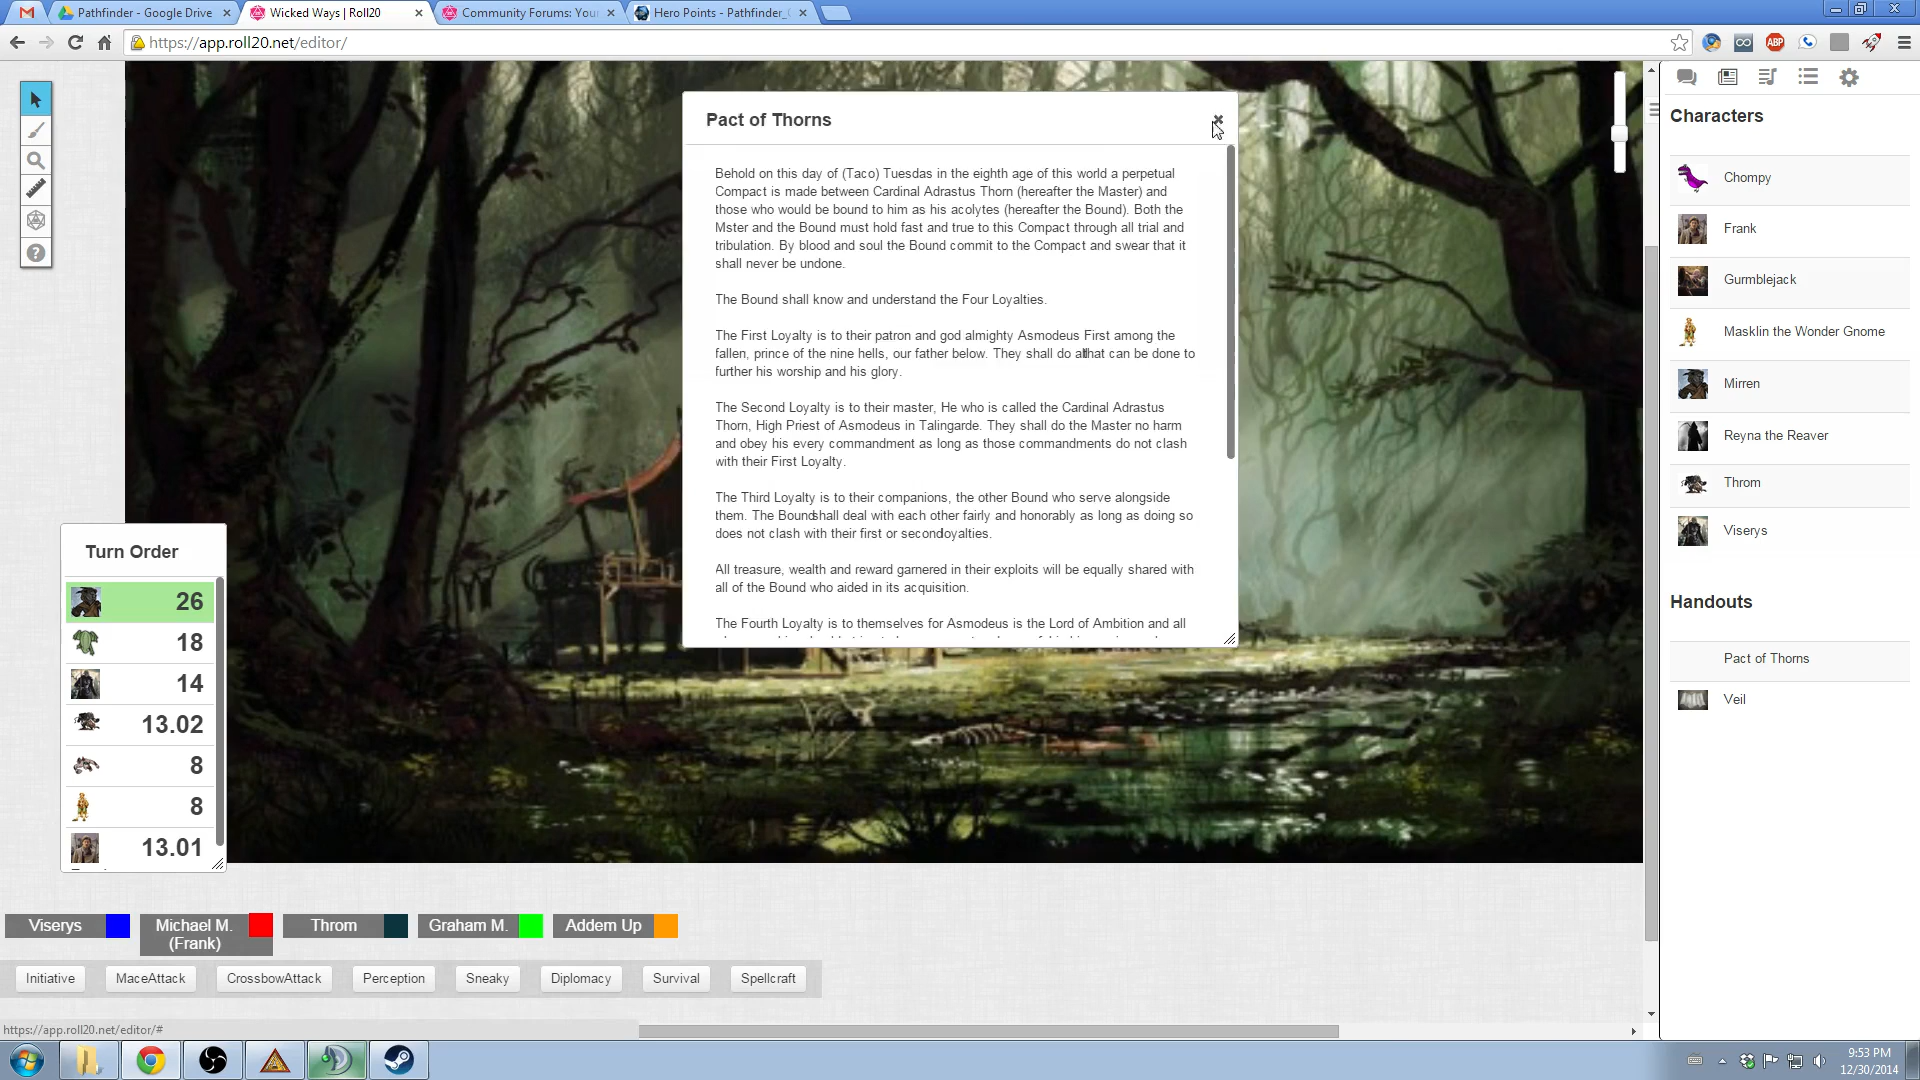 Pathfinder - Google Drive
Wicked Ways | Roll20
Community Forums: Your
Hero Points - Pathfinder_
https://app.roll20.net/editor/
ABP
Pact of Thorns
Behold on this day of (Taco) Tuesdas in the eighth age of this world a perpetual
Compact is made between Cardinal Adrastus Thorn (hereafter the Master) and
those who would be bound to him as his acolytes (hereafter the Bound). Both the
Mster and the Bound must hold fast and true to this Compact through all trial and
tribulation. By blood and soul the Bound commit to the Compact and swear that it
shall never be undone.
The Bound shall know and understand the Four Loyalties.
The First Loyalty is to their patron and god almighty Asmodeus First among the
fallen, prince of the nine hells, our father below. They shall do all that can be done to
further his worship and his glory.
The Second Loyalty is to their master, He who is called the Cardinal Adrastus
Thorn, High Priest of Asmodeus in Talingarde. They shall do the Master no harm
and obey his every commandment as long as those commandments do not clash
with their First Loyalty.
The Third Loyalty is to their companions, the other Bound who serve alongside
them. The Bound shall deal with each other fairly and honorably as long as doing so
does not clash with their first or second loyalties.
All treasure, wealth and reward garnered in their exploits will be equally shared with
all of the Bound who aided in its acquisition.
The Fourth Loyalty is to themselves for Asmodeus is the Lord of Ambition and all
Characters
Chompy
Frank
Gurmblejack
Masklin the Wonder Gnome
Mirren
Reyna the Reaver
Throm
Viserys
Handouts
Pact of Thorns
Veil
Turn Order
26
18
14
13.02
8
8
13.01
Viserys
Michael M.
(Frank)
Throm
Graham M.
Addem Up
Initiative
MaceAttack
CrossbowAttack
Perception
Sneaky
Diplomacy
Survival
Spellcraft
https://app.roll20.net/editor/#
9:53 PM
12/30/2014